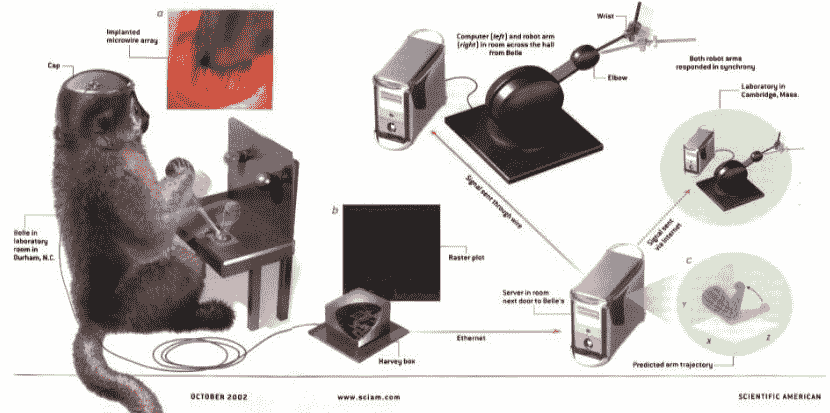 a
Implanted
microwire array
Cap
Belle in
laboratory
room in
Durham, N.C.
b
Raster plot
Harvey box
Ethernet
Computer (left) and robot arm
(right) in room across the hall
from Belle
Wrist
Elbow
Both robot arms
responded in synchrony
Laboratory in
Cambridge, Mass.
Signal sent through wire
Signal sent
via Internet
Server in room
next door to Belle's
c
Y
X
Z
Predicted arm trajectory
OCTOBER 2002
www.sciam.com
SCIENTIFIC AMERICAN